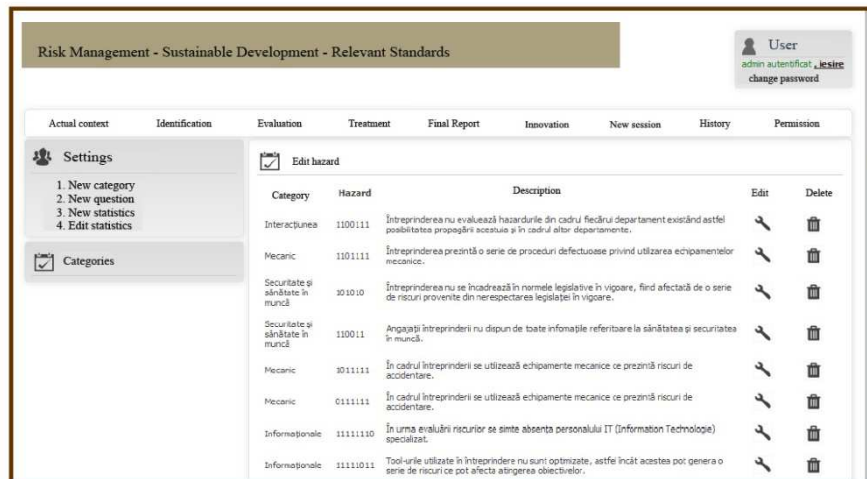 Risk Management - Sustainable Development - Relevant Standards
User
admin autentificat , iesire
change password
Actual context Identification Evaluation Treatment Final Report Innovation New session History Permission
Settings
1. New category
2. New question
3. New statistics
4. Edit statistics
Categories
Edit hazard
Category Hazard Description Edit Delete
Interacțiunea 1100111 Întreprinderea nu evaluează hazardurile din cadrul fiecărui departament existând astfel
posibilitatea propagării acestuia și în cadrul altor departamente.
Mecanic 1101111 Întreprinderea prezintă o serie de proceduri defectuoase privind utilizarea echipamentelor
mecanice.
Securitate și
sănătate în
muncă
101010 Întreprinderea nu se încadrează în normele legislative în vigoare, fiind afectată de o serie
de riscuri provenite din nerespectarea legislației în vigoare.
Securitate și
sănătate în
muncă
110011 Angajații întreprinderii nu dispun de toate infomațiile referitoare la sănătatea și securitatea
în muncă.
Mecanic 1011111 În cadrul întreprinderii se utilizează echipamente mecanice ce prezintă riscuri de
accidentare.
Mecanic 0111111 În cadrul întreprinderii se utilizează echipamente mecanice ce prezintă riscuri de
accidentare.
Informaționale 11111110 În urma evaluării riscurilor se simte absența personalului IT (Information Technologie)
specializat.
Informaționale 11111011 Tool-urile utilizate în întreprindere nu sunt optimizate, astfel încât acestea pot genera o
serie de riscuri ce pot afecta atingerea obiectivelor.